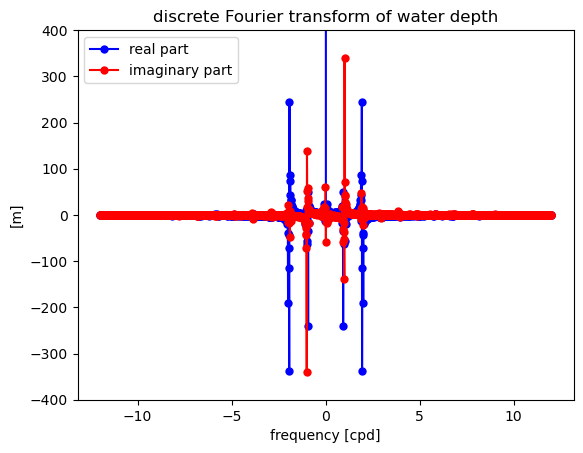 discrete Fourier transform of water depth
real part
imaginary part
400
300
200
100
0
−100
−200
−300
−400
[m]
−10
−5
0
5
10
frequency [cpd]